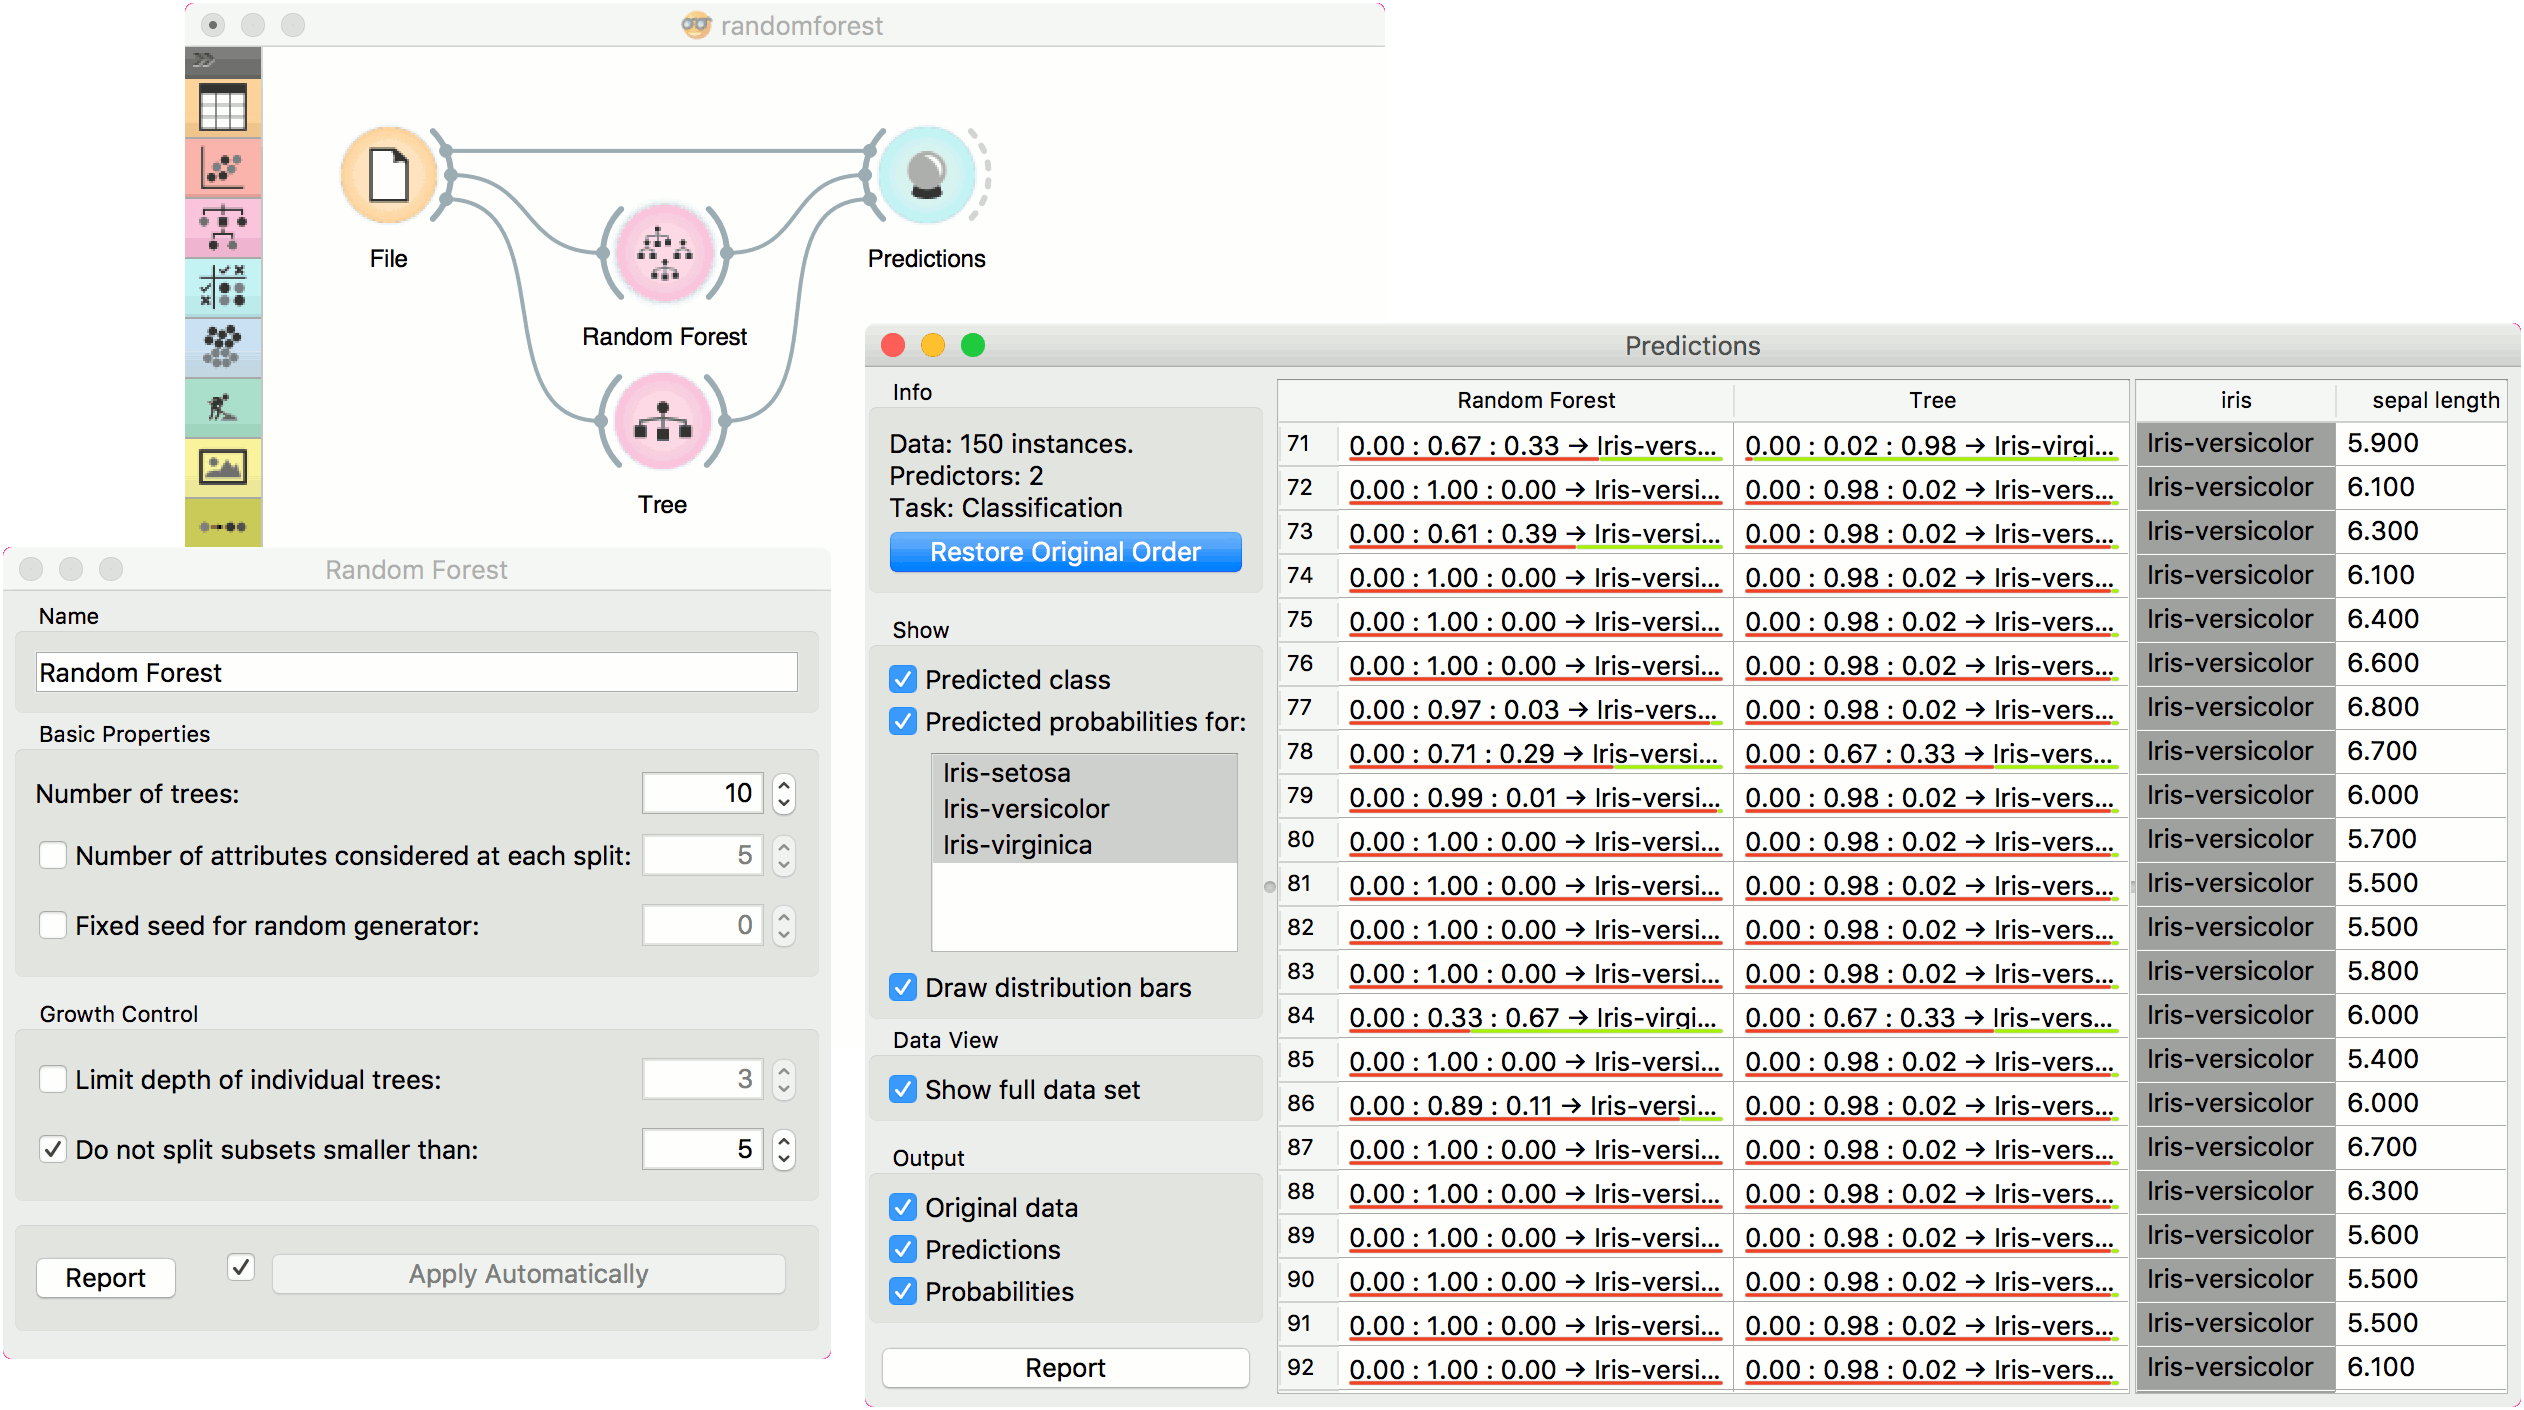 randomforest
File
Random Forest
Tree
Predictions
Random Forest
Name
Random Forest
Basic Properties
Number of trees: 10
Number of attributes considered at each split: 5
Fixed seed for random generator: 0
Growth Control
Limit depth of individual trees: 3
Do not split subsets smaller than: 5
Report Apply Automatically
Predictions
Info
Data: 150 instances.
Predictors: 2
Task: Classification
Restore Original Order
Show
Predicted class
Predicted probabilities for:
Iris-setosa
Iris-versicolor
Iris-virginica
Draw distribution bars
Data View
Show full data set
Output
Original data
Predictions
Probabilities
Report
Random Forest Tree iris sepal length
71 0.00 : 0.67 : 0.33 → Iris-vers... 0.00 : 0.02 : 0.98 → Iris-virgi... Iris-versicolor 5.900
72 0.00 : 1.00 : 0.00 → Iris-versi... 0.00 : 0.98 : 0.02 → Iris-vers... Iris-versicolor 6.100
73 0.00 : 0.61 : 0.39 → Iris-versi... 0.00 : 0.98 : 0.02 → Iris-vers... Iris-versicolor 6.300
74 0.00 : 1.00 : 0.00 → Iris-versi... 0.00 : 0.98 : 0.02 → Iris-vers... Iris-versicolor 6.100
75 0.00 : 1.00 : 0.00 → Iris-versi... 0.00 : 0.98 : 0.02 → Iris-vers... Iris-versicolor 6.400
76 0.00 : 1.00 : 0.00 → Iris-versi... 0.00 : 0.98 : 0.02 → Iris-vers... Iris-versicolor 6.600
77 0.00 : 0.97 : 0.03 → Iris-vers... 0.00 : 0.98 : 0.02 → Iris-vers... Iris-versicolor 6.800
78 0.00 : 0.71 : 0.29 → Iris-versi... 0.00 : 0.67 : 0.33 → Iris-vers... Iris-versicolor 6.700
79 0.00 : 0.99 : 0.01 → Iris-versi... 0.00 : 0.98 : 0.02 → Iris-vers... Iris-versicolor 6.000
80 0.00 : 1.00 : 0.00 → Iris-versi... 0.00 : 0.98 : 0.02 → Iris-vers... Iris-versicolor 5.700
81 0.00 : 1.00 : 0.00 → Iris-versi... 0.00 : 0.98 : 0.02 → Iris-vers... Iris-versicolor 5.500
82 0.00 : 1.00 : 0.00 → Iris-versi... 0.00 : 0.98 : 0.02 → Iris-vers... Iris-versicolor 5.500
83 0.00 : 1.00 : 0.00 → Iris-versi... 0.00 : 0.98 : 0.02 → Iris-vers... Iris-versicolor 5.800
84 0.00 : 0.33 : 0.67 → Iris-virgi... 0.00 : 0.67 : 0.33 → Iris-vers... Iris-versicolor 6.000
85 0.00 : 1.00 : 0.00 → Iris-versi... 0.00 : 0.98 : 0.02 → Iris-vers... Iris-versicolor 5.400
86 0.00 : 0.89 : 0.11 → Iris-versi... 0.00 : 0.98 : 0.02 → Iris-vers... Iris-versicolor 6.000
87 0.00 : 1.00 : 0.00 → Iris-versi... 0.00 : 0.98 : 0.02 → Iris-vers... Iris-versicolor 6.700
88 0.00 : 1.00 : 0.00 → Iris-versi... 0.00 : 0.98 : 0.02 → Iris-vers... Iris-versicolor 6.300
89 0.00 : 1.00 : 0.00 → Iris-versi... 0.00 : 0.98 : 0.02 → Iris-vers... Iris-versicolor 5.600
90 0.00 : 1.00 : 0.00 → Iris-versi... 0.00 : 0.98 : 0.02 → Iris-vers... Iris-versicolor 5.500
91 0.00 : 1.00 : 0.00 → Iris-versi... 0.00 : 0.98 : 0.02 → Iris-vers... Iris-versicolor 5.500
92 0.00 : 1.00 : 0.00 → Iris-versi... 0.00 : 0.98 : 0.02 → Iris-vers... Iris-versicolor 6.100